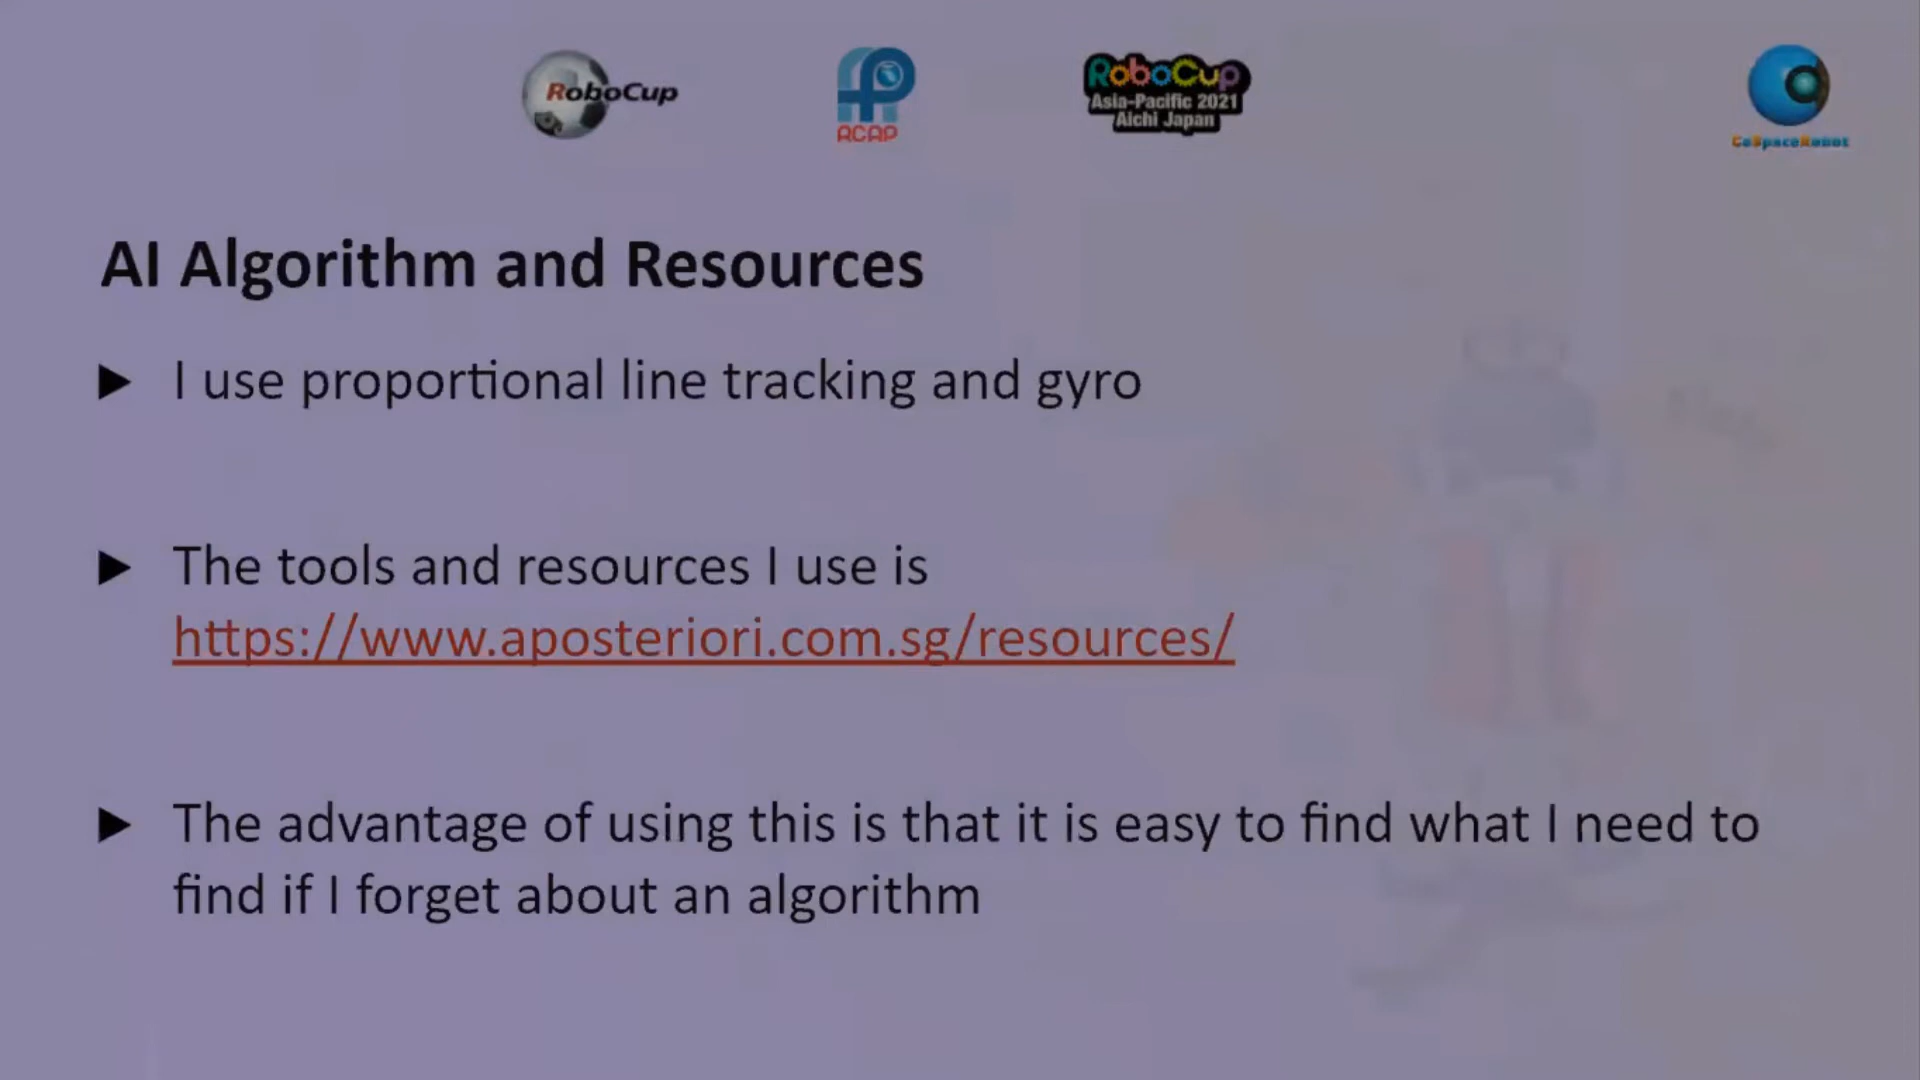 RoboCup
RCAP
RoboCup
Asia-Pacific 2021
Aichi Japan
CoSpaceRobot
AI Algorithm and Resources
▶ I use proportional line tracking and gyro
▶ The tools and resources I use is
https://www.aposteriori.com.sg/resources/
▶ The advantage of using this is that it is easy to find what I need to
find if I forget about an algorithm